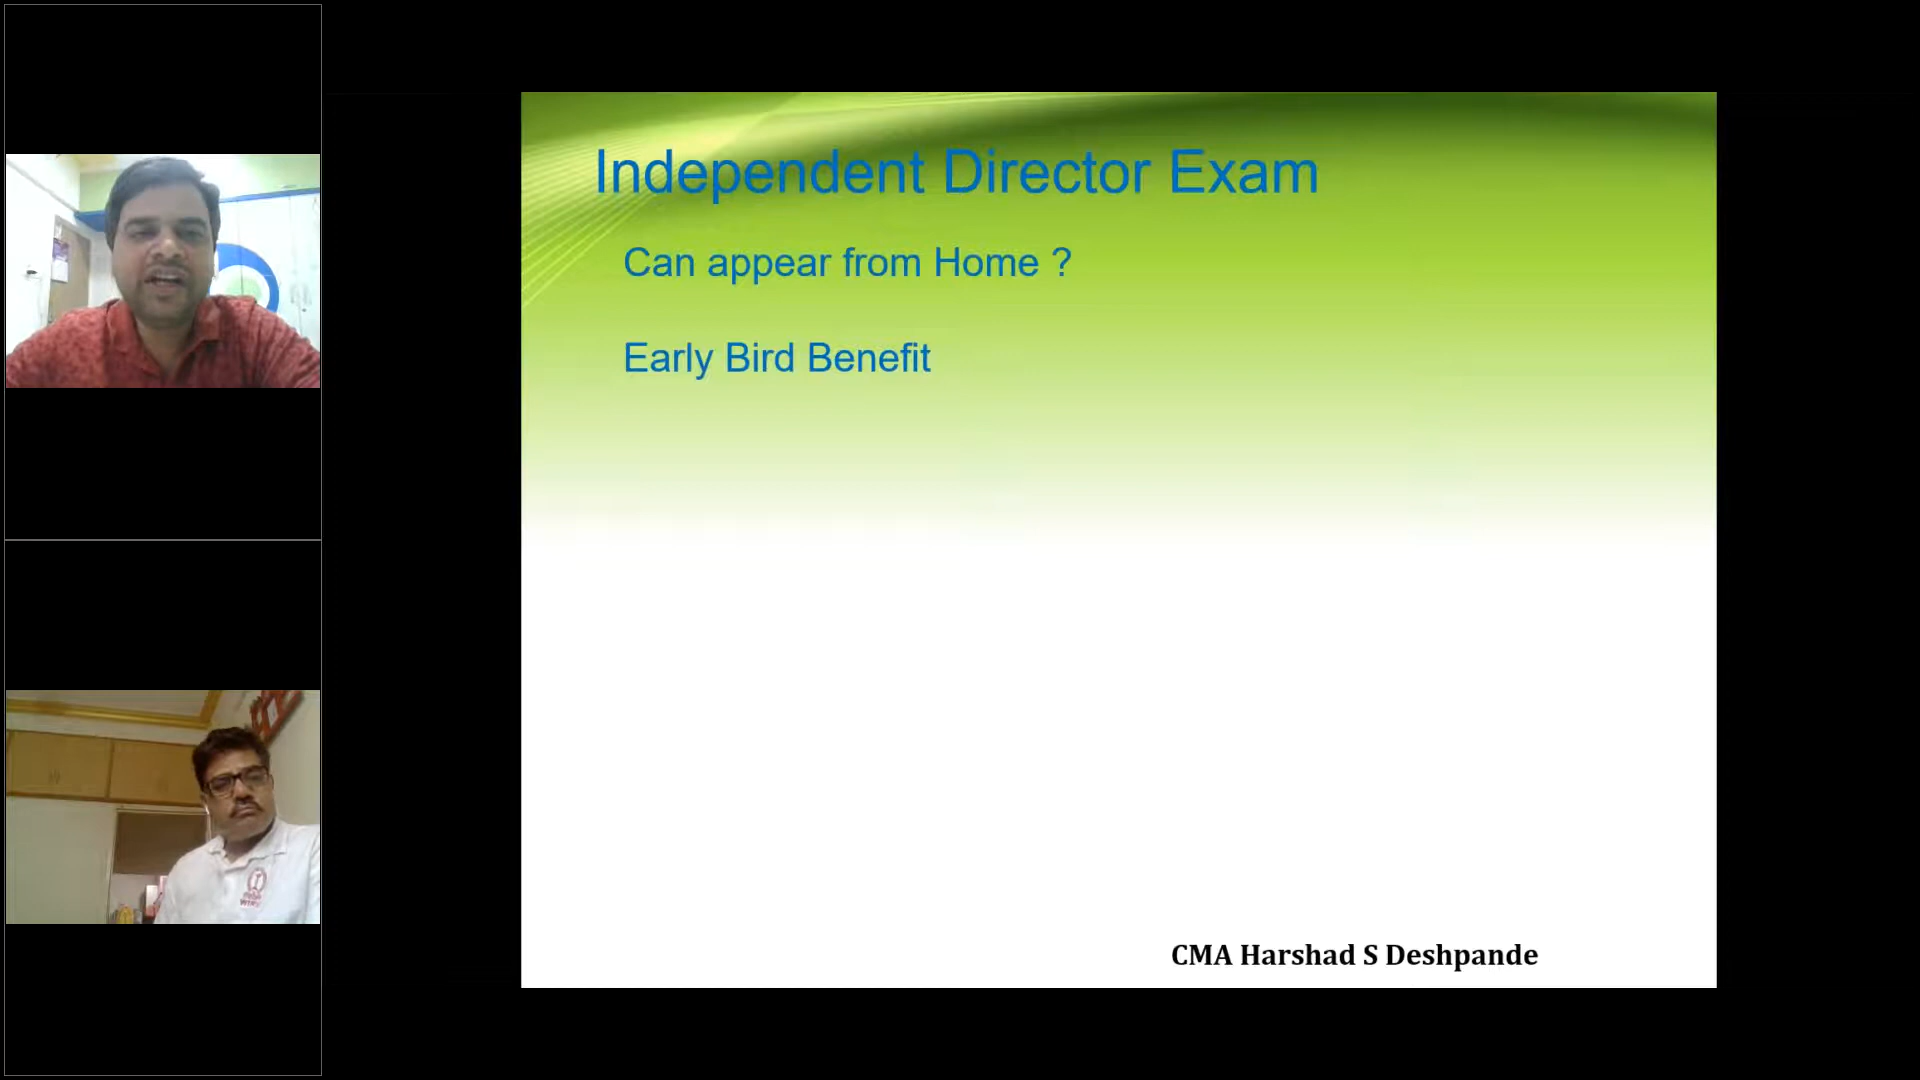 Independent Director Exam
Can appear from Home ?
Early Bird Benefit
CMA Harshad S Deshpande